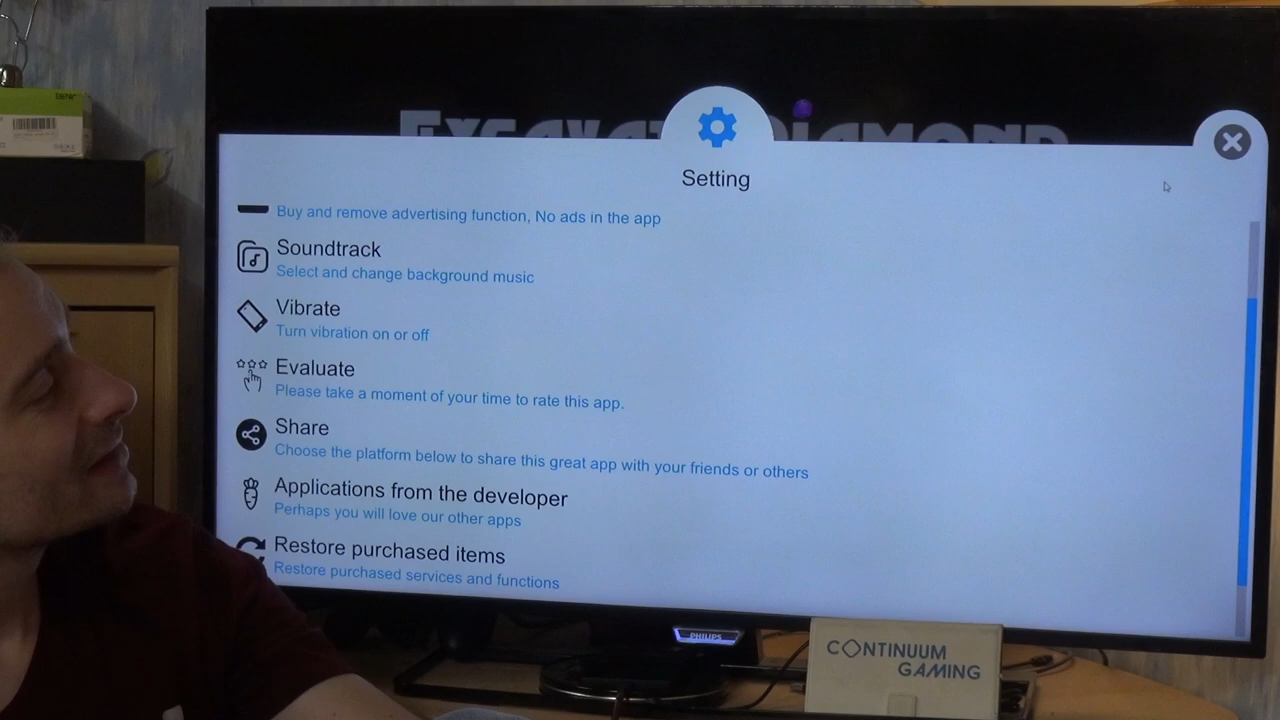 Setting
Buy and remove advertising function, No ads in the app
Soundtrack
Select and change background music
Vibrate
Turn vibration on or off
Evaluate
Please take a moment of your time to rate this app.
Share
Choose the platform below to share this great app with your friends or others
Applications from the developer
Perhaps you will love our other apps
Restore purchased items
Restore purchased services and functions
PHILIPS
CONTINUUM
GAMING